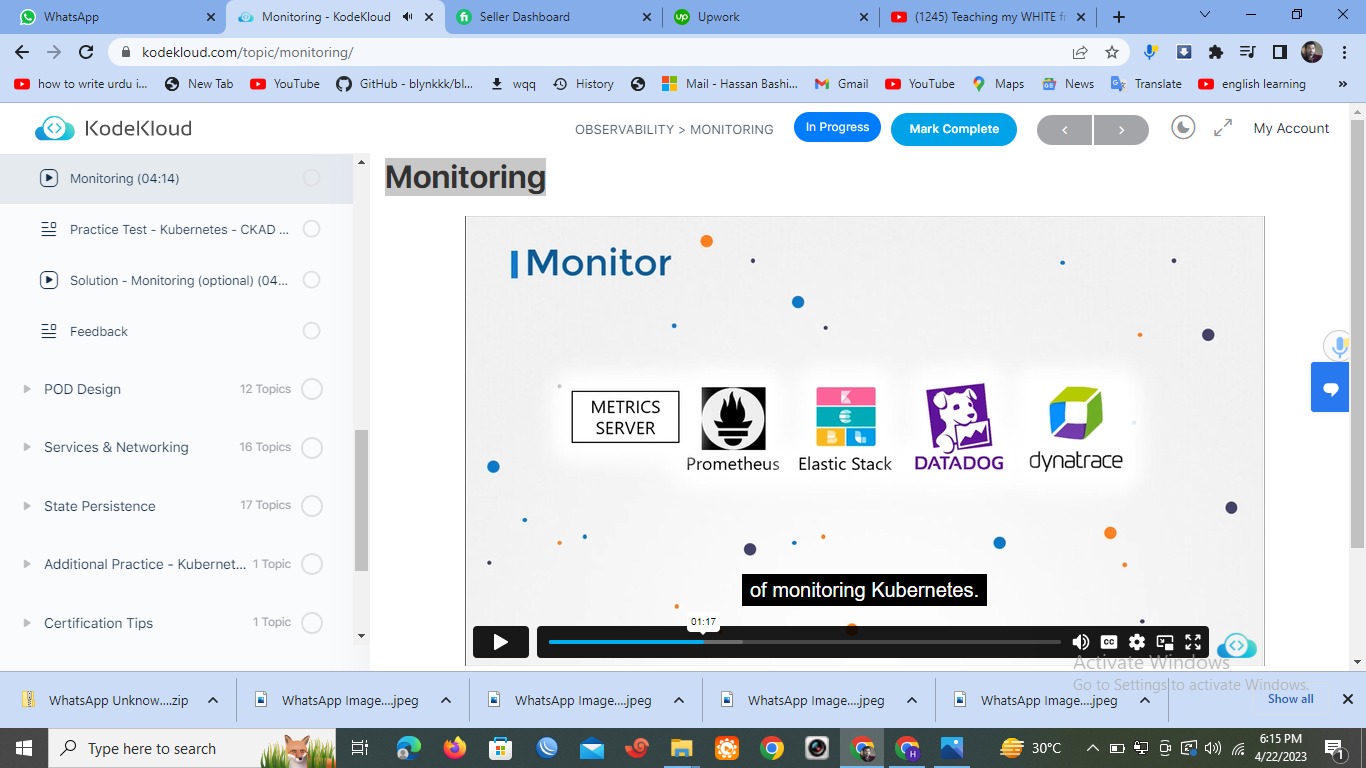 WhatsApp
Monitoring - KodeKloud
Seller Dashboard
Upwork
(1245) Teaching my WHITE fr
kodekloud.com/topic/monitoring/
how to write urdu i...
New Tab
YouTube
GitHub - blynkkk/bl...
wqq
History
Mail - Hassan Bashi...
Gmail
YouTube
Maps
News
Translate
english learning
»
KodeKloud
OBSERVABILITY > MONITORING
In Progress
Mark Complete
My Account
Monitoring (04:14)
Practice Test - Kubernetes - CKAD ...
Solution - Monitoring (optional) (04...
Feedback
POD Design 12 Topics
Services & Networking 16 Topics
State Persistence 17 Topics
Additional Practice - Kubernet... 1 Topic
Certification Tips 1 Topic
Monitoring
Monitor
METRICS
SERVER
Prometheus
Elastic Stack
DATADOG
dynatrace
of monitoring Kubernetes.
01:17
CC
Activate Windows
Go to Settings to activate Windows.
WhatsApp Unknow....zip
WhatsApp Image....jpeg
WhatsApp Image....jpeg
WhatsApp Image....jpeg
WhatsApp Image....jpeg
Show all
Type here to search
30°C
6:15 PM
4/22/2023
1